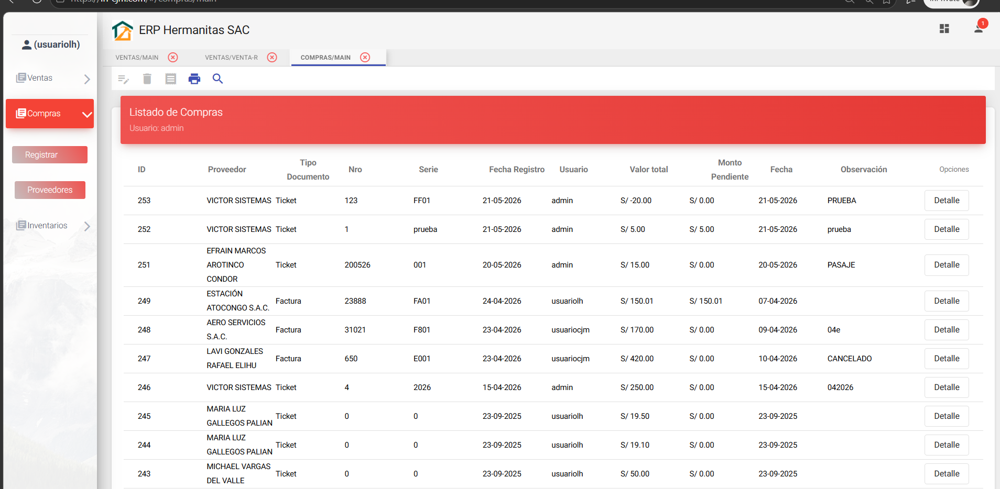 ERP Hermanitas SAC
1
(usuariolh)
VENTAS/MAIN
VENTAS/VENTA-R
COMPRAS/MAIN
Ventas
Compras
Registrar
Proveedores
Inventarios
Listado de Compras
Usuario: admin
ID Proveedor Tipo Documento Nro Serie Fecha Registro Usuario Valor total Monto Pendiente Fecha Observación Opciones
253 VICTOR SISTEMAS Ticket 123 FF01 21-05-2026 admin S/ -20.00 S/ 0.00 21-05-2026 PRUEBA Detalle
252 VICTOR SISTEMAS Ticket 1 prueba 21-05-2026 admin S/ 5.00 S/ 5.00 21-05-2026 prueba Detalle
251 EFRAIN MARCOS AROTINCO CONDOR Ticket 200526 001 20-05-2026 admin S/ 15.00 S/ 0.00 20-05-2026 PASAJE Detalle
249 ESTACIÓN ATOCONGO S.A.C. Factura 23888 FA01 24-04-2026 usuariolh S/ 150.01 S/ 150.01 07-04-2026 Detalle
248 AERO SERVICIOS S.A.C. Factura 31021 F801 23-04-2026 usuariocjm S/ 170.00 S/ 0.00 09-04-2026 04e Detalle
247 LAVI GONZALES RAFAEL ELIHU Factura 650 E001 23-04-2026 usuariocjm S/ 420.00 S/ 0.00 10-04-2026 CANCELADO Detalle
246 VICTOR SISTEMAS Ticket 4 2026 15-04-2026 admin S/ 250.00 S/ 0.00 15-04-2026 042026 Detalle
245 MARIA LUZ GALLEGOS PALIAN Ticket 0 0 23-09-2025 usuariolh S/ 19.50 S/ 0.00 23-09-2025 Detalle
244 MARIA LUZ GALLEGOS PALIAN Ticket 0 0 23-09-2025 usuariolh S/ 19.10 S/ 0.00 23-09-2025 Detalle
243 MICHAEL VARGAS DEL VALLE Ticket 0 0 23-09-2025 usuariolh S/ 50.00 S/ 0.00 23-09-2025 Detalle